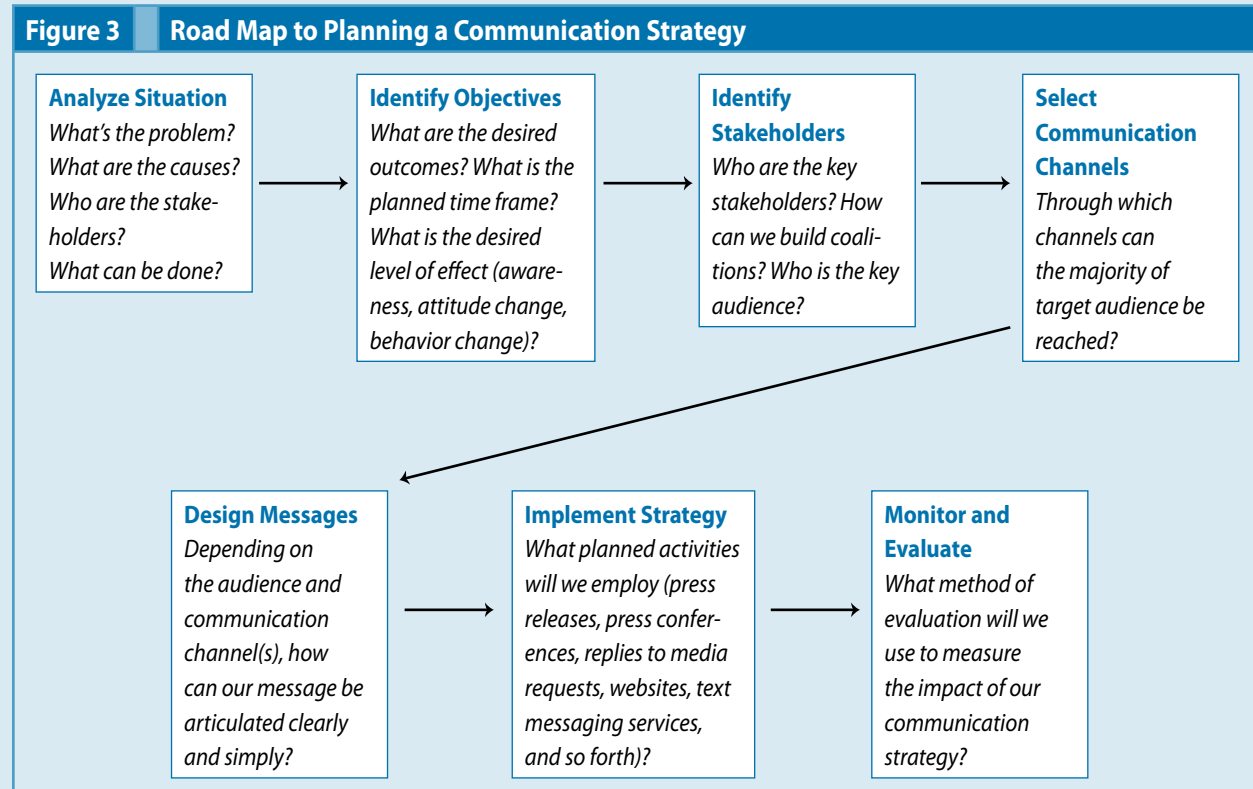 Figure 3 Road Map to Planning a Communication Strategy
Analyze Situation
What's the problem?
What are the causes?
Who are the stake-
holders?
What can be done?
Identify Objectives
What are the desired
outcomes? What is the
planned time frame?
What is the desired
level of effect (aware-
ness, attitude change,
behavior change)?
Identify
Stakeholders
Who are the key
stakeholders? How
can we build coali-
tions? Who is the key
audience?
Select
Communication
Channels
Through which
channels can
the majority of
target audience be
reached?
Design Messages
Depending on
the audience and
communication
channel(s), how
can our message be
articulated clearly
and simply?
Implement Strategy
What planned activities
will we employ (press
releases, press confer-
ences, replies to media
requests, websites, text
messaging services,
and so forth)?
Monitor and
Evaluate
What method of
evaluation will we
use to measure
the impact of our
communication
strategy?